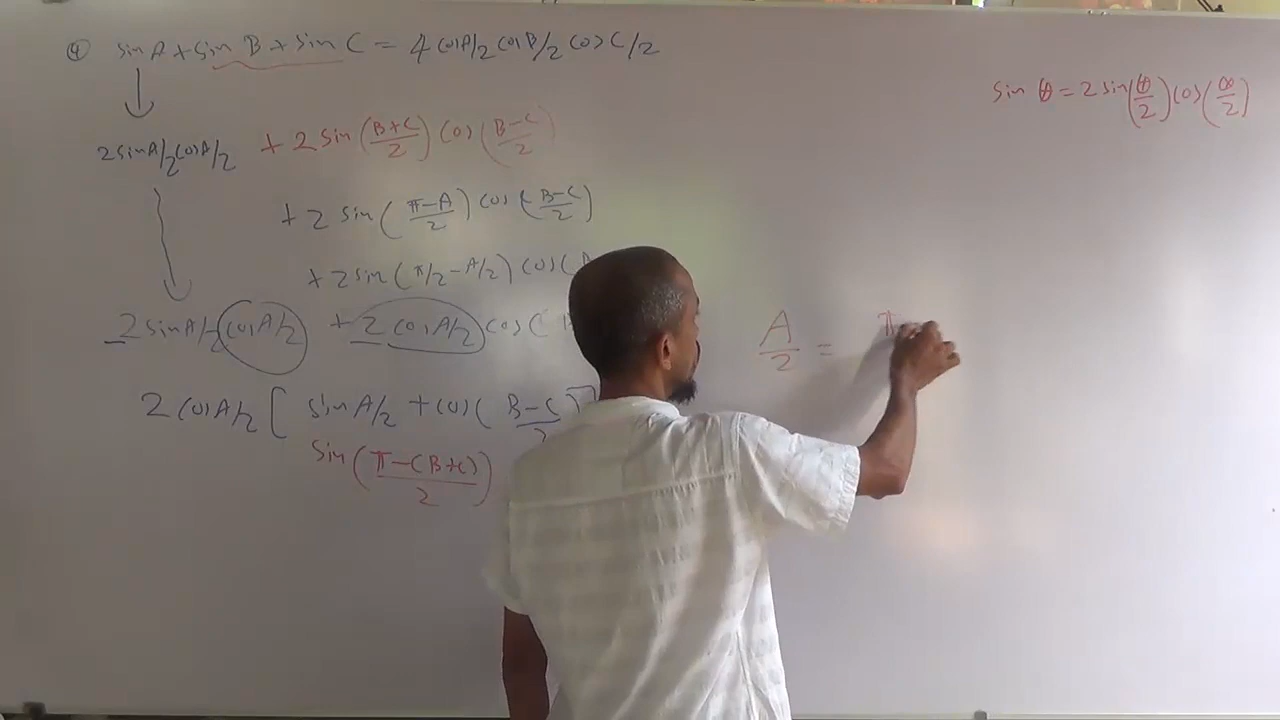 ④ sin A + sin B + sin C = 4 cos A/2 cos B/2 cos C/2
sin θ = 2 sin(θ/2) cos(θ/2)
2 sin A/2 cos A/2 + 2 sin((B+C)/2) cos((B-C)/2)
+ 2 sin((π-A)/2) cos((B-C)/2)
+ 2 sin(π/2 - A/2) cos(
2 sin A/2 cos A/2 + 2 cos A/2 cos(
A/2 = π
2 cos A/2 [ sin A/2 + cos((B-C)/2) ]
sin((π-(B+C))/2)